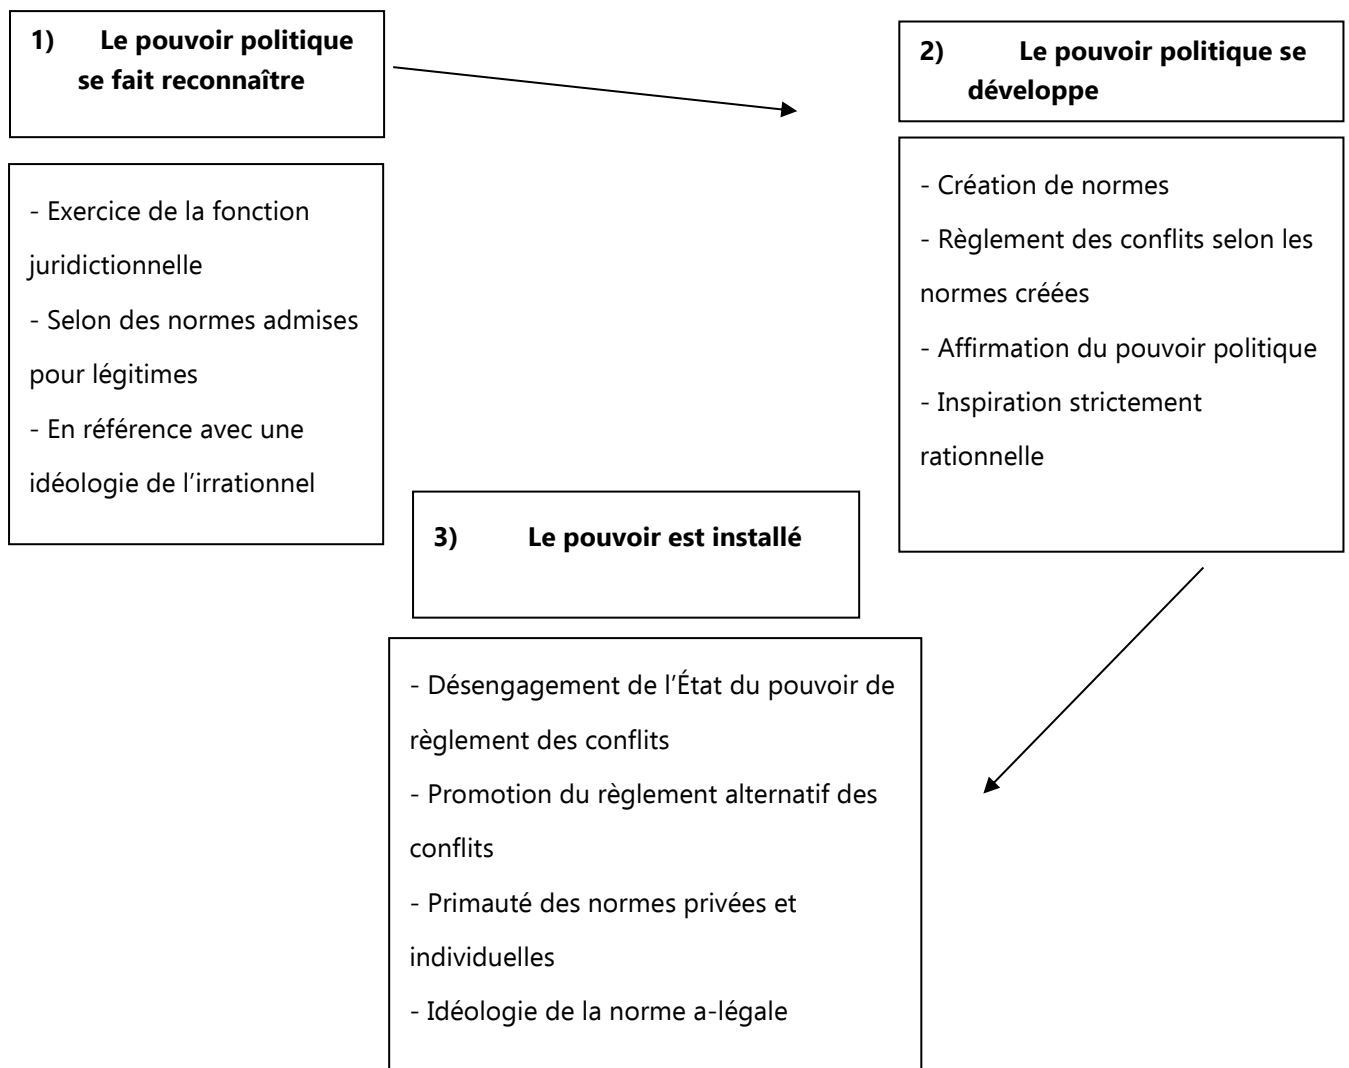 1) Le pouvoir politique
se fait reconnaître
- Exercice de la fonction
juridictionnelle
- Selon des normes admises
pour légitimes
- En référence avec une
idéologie de l’irrationnel
2) Le pouvoir politique se
développe
- Création de normes
- Règlement des conflits selon les
normes créées
- Affirmation du pouvoir politique
- Inspiration strictement
rationnelle
3) Le pouvoir est installé
- Désengagement de l’État du pouvoir de
règlement des conflits
- Promotion du règlement alternatif des
conflits
- Primauté des normes privées et
individuelles
- Idéologie de la norme a-légale